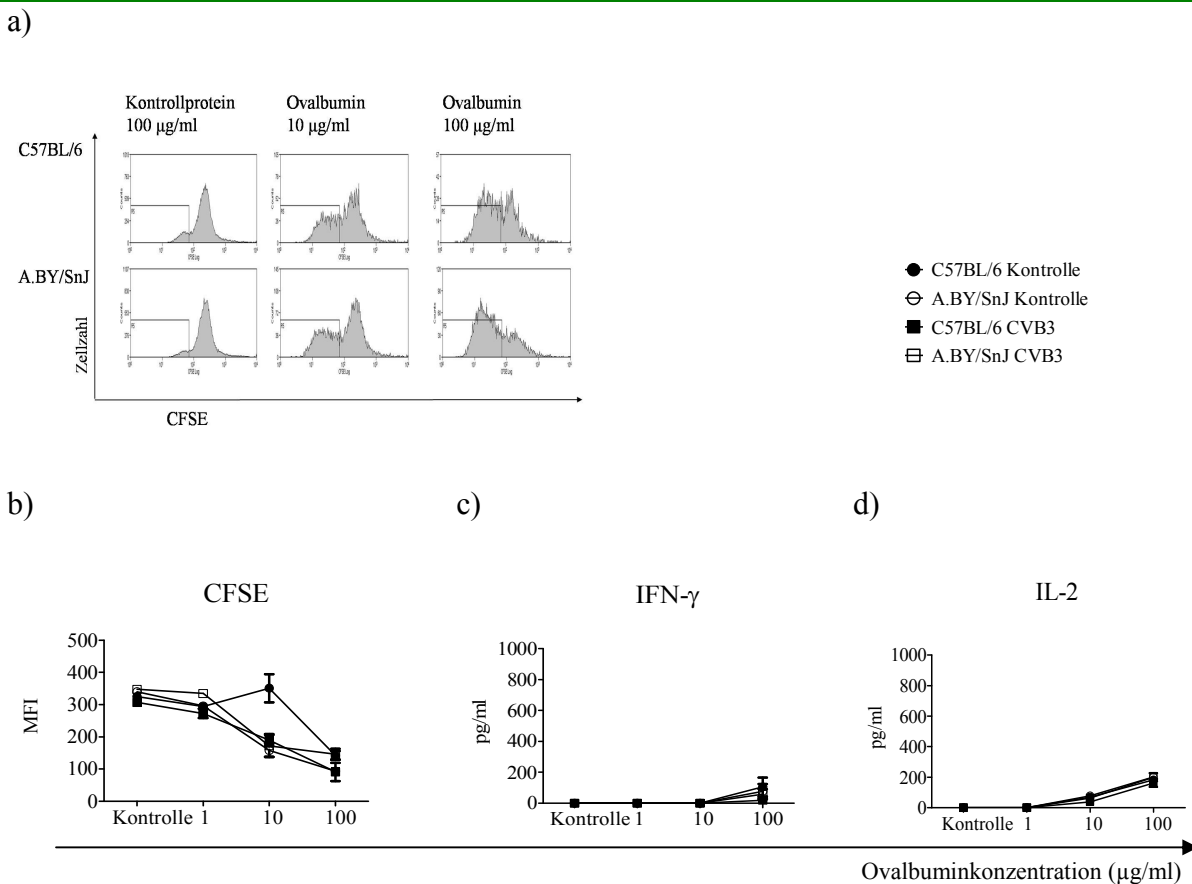 a)
Kontrollprotein
100 µg/ml
Ovalbumin
10 µg/ml
Ovalbumin
100 µg/ml
C57BL/6
A.BY/SnJ
Zellzahl
CFSE
C57BL/6 Kontrolle
A.BY/SnJ Kontrolle
C57BL/6 CVB3
A.BY/SnJ CVB3
b)
CFSE
MFI
500
400
300
200
100
0
Kontrolle 1 10 100
c)
IFN-γ
pg/ml
1000
800
600
400
200
0
Kontrolle 1 10 100
d)
IL-2
pg/ml
1000
800
600
400
200
0
Kontrolle 1 10 100
Ovalbuminkonzentration (µg/ml)